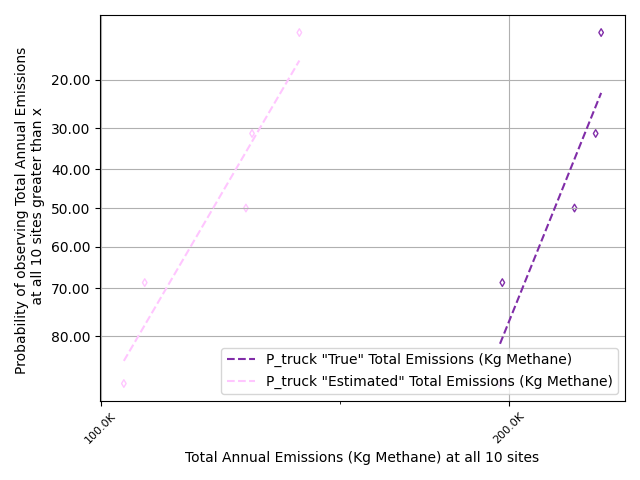 Probability of observing Total Annual Emissions
at all 10 sites greater than x
20.00
30.00
40.00
50.00
60.00
70.00
80.00
P_truck "True" Total Emissions (Kg Methane)
P_truck "Estimated" Total Emissions (Kg Methane)
100.0K
200.0K
Total Annual Emissions (Kg Methane) at all 10 sites